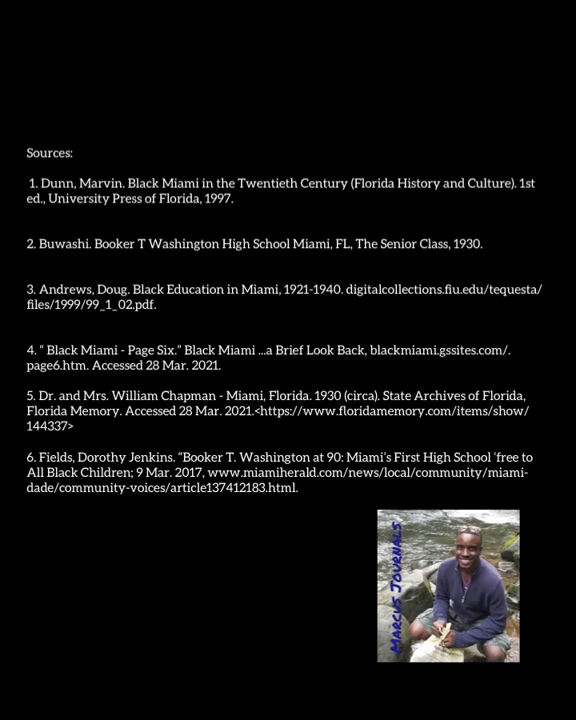 Sources:
1. Dunn, Marvin. Black Miami in the Twentieth Century (Florida History and Culture). 1st
ed., University Press of Florida, 1997.
2. Buwashi. Booker T Washington High School Miami, FL, The Senior Class, 1930.
3. Andrews, Doug. Black Education in Miami, 1921-1940. digitalcollections.fiu.edu/tequesta/
files/1999/99_1_02.pdf.
4. “ Black Miami - Page Six.” Black Miami ...a Brief Look Back, blackmiami.gssites.com/.
page6.htm. Accessed 28 Mar. 2021.
5. Dr. and Mrs. William Chapman - Miami, Florida. 1930 (circa). State Archives of Florida,
Florida Memory. Accessed 28 Mar. 2021.<https://www.floridamemory.com/items/show/
144337>
6. Fields, Dorothy Jenkins. “Booker T. Washington at 90: Miami’s First High School ‘free to
All Black Children; 9 Mar. 2017, www.miamiherald.com/news/local/community/miami-
dade/community-voices/article137412183.html.
Marcus Journals